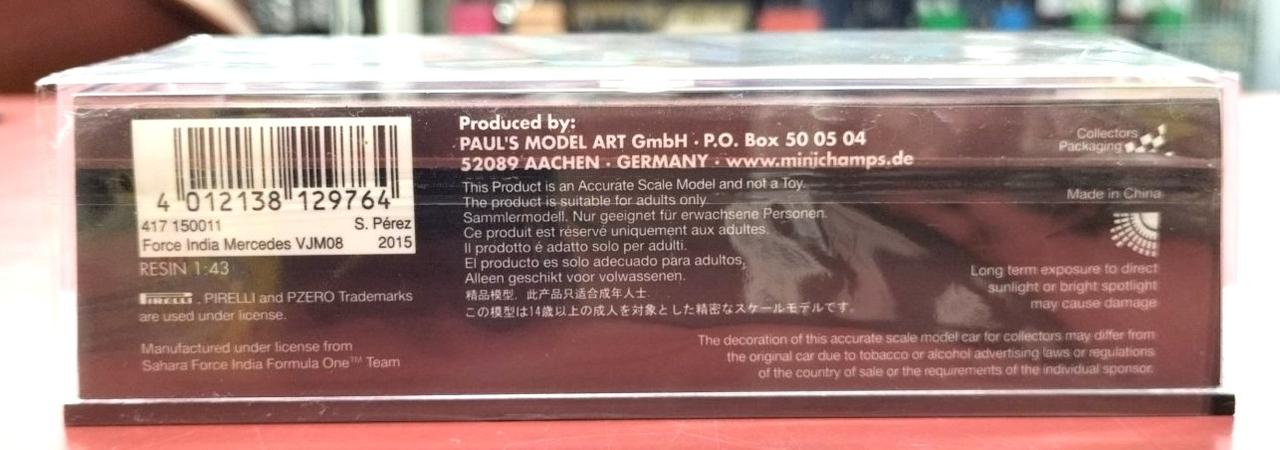 4 012138 129764
417 150011 S. Pérez
Force India Mercedes VJM08 2015
RESIN 1:43
PIRELLI . PIRELLI and PZERO Trademarks
are used under license.
Manufactured under license from
Sahara Force India Formula One™ Team
Produced by:
PAUL'S MODEL ART GmbH · P.O. Box 50 05 04
52089 AACHEN · GERMANY · www.minichamps.de
This Product is an Accurate Scale Model and not a Toy.
The product is suitable for adults only.
Sammlermodell. Nur geeignet für erwachsene Personen.
Ce produit est réservé uniquement aux adultes.
Il prodotto é adatto solo per adulti.
El producto es solo adecuado para adultos,
Alleen geschikt voor volwassenen.
精品模型，此产品只适合成年人士
この模型は14歳以上の成人を対象とした精密なスケールモデルです。
Collectors
Packaging
Made in China
Long term exposure to direct
sunlight or bright spotlight
may cause damage
The decoration of this accurate scale model car for collectors may differ from
the original car due to tobacco or alcohol advertising laws or regulations
of the country of sale or the requirements of the individual sponsor.